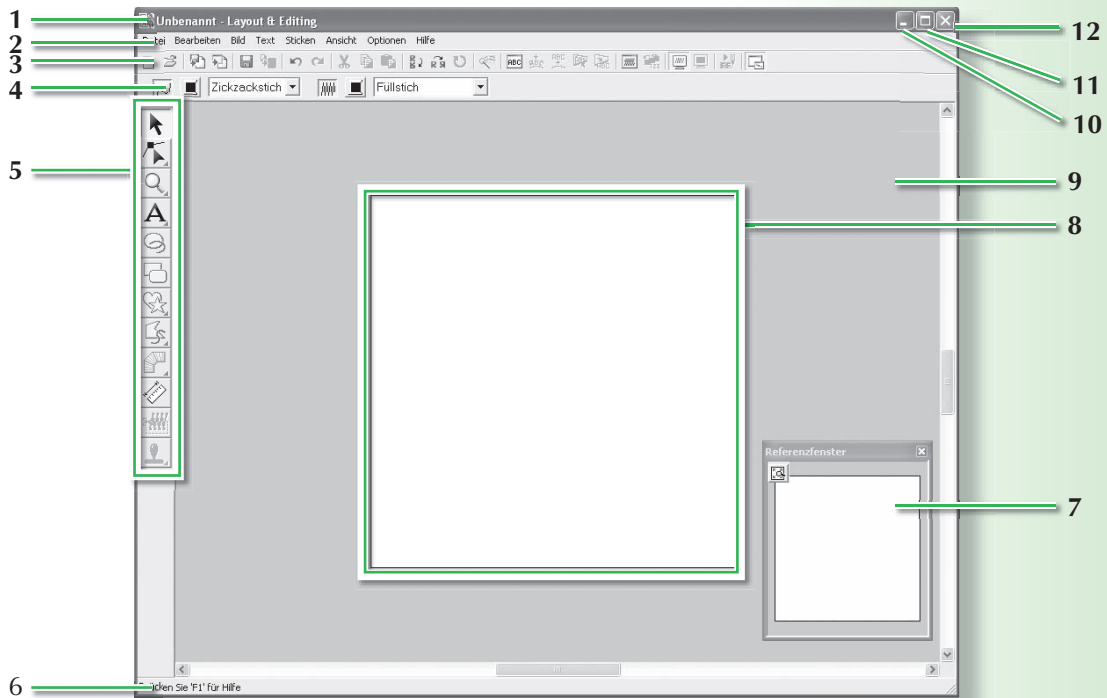 1
Unbenannt - Layout & Editing
12
2
Datei Bearbeiten Bild Text Sticken Ansicht Optionen Hilfe
3
ABC
11
4
Zickzackstich
Füllstich
10
5
A
9
8
Referenzfenster
7
6
Drücken Sie 'F1' für Hilfe